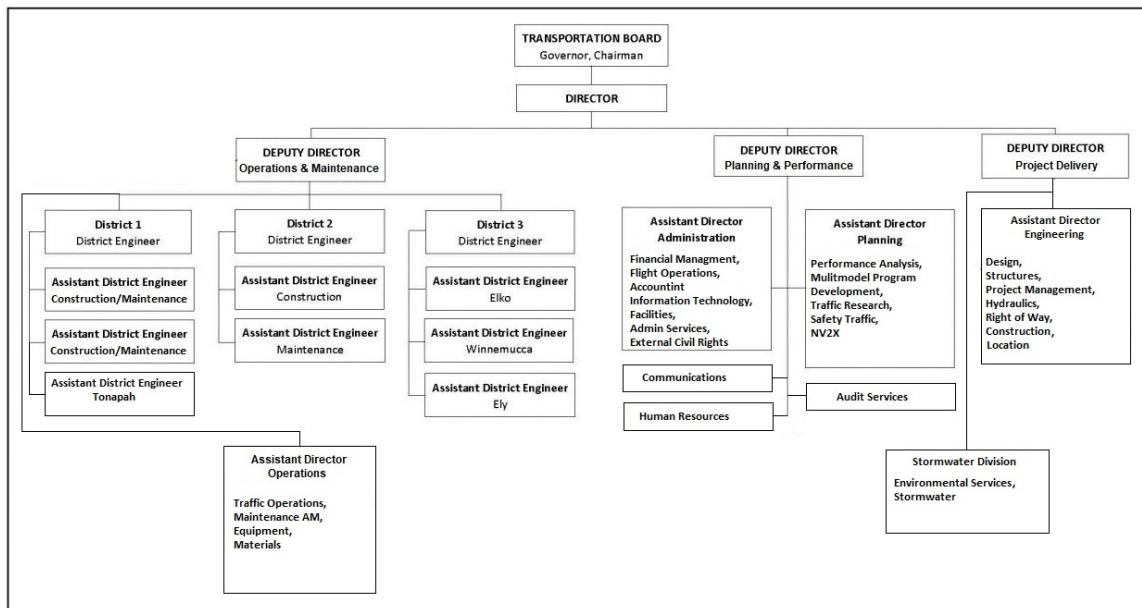 TRANSPORTATION BOARD
Governor, Chairman
DIRECTOR
DEPUTY DIRECTOR
Operations & Maintenance
DEPUTY DIRECTOR
Planning & Performance
DEPUTY DIRECTOR
Project Delivery
District 1
District Engineer
Assistant District Engineer
Construction/Maintenance
Assistant District Engineer
Construction/Maintenance
Assistant District Engineer
Tonapah
District 2
District Engineer
Assistant District Engineer
Construction
Assistant District Engineer
Maintenance
District 3
District Engineer
Assistant District Engineer
Elko
Assistant District Engineer
Winnemucca
Assistant District Engineer
Ely
Assistant Director
Operations
Traffic Operations,
Maintenance AM,
Equipment,
Materials
Assistant Director
Administration
Financial Managment,
Flight Operations,
Accountint
Information Technology,
Facilities,
Admin Services,
External Civil Rights
Communications
Human Resources
Assistant Director
Planning
Performance Analysis,
Mulitmodel Program
Development,
Traffic Research,
Safety Traffic,
NV2X
Audit Services
Assistant Director
Engineering
Design,
Structures,
Project Management,
Hydraulics,
Right of Way,
Construction,
Location
Stormwater Division
Environmental Services,
Stormwater